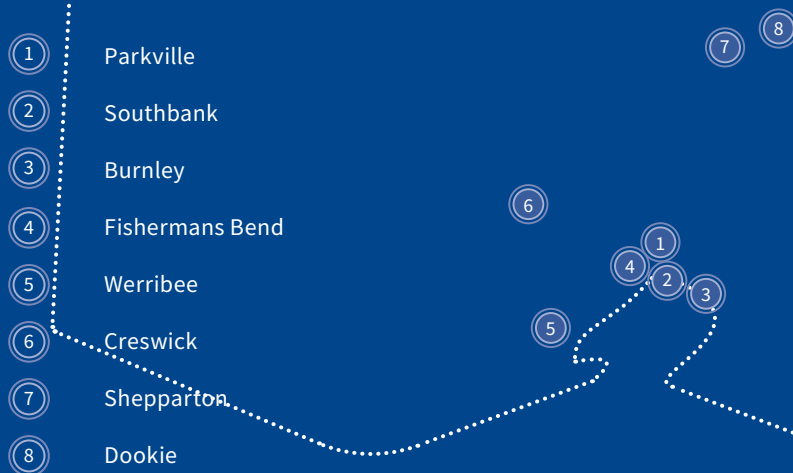 1 Parkville
2 Southbank
3 Burnley
4 Fishermans Bend
5 Werribee
6 Creswick
7 Shepparton
8 Dookie
8
7
6
1
4
2
3
5